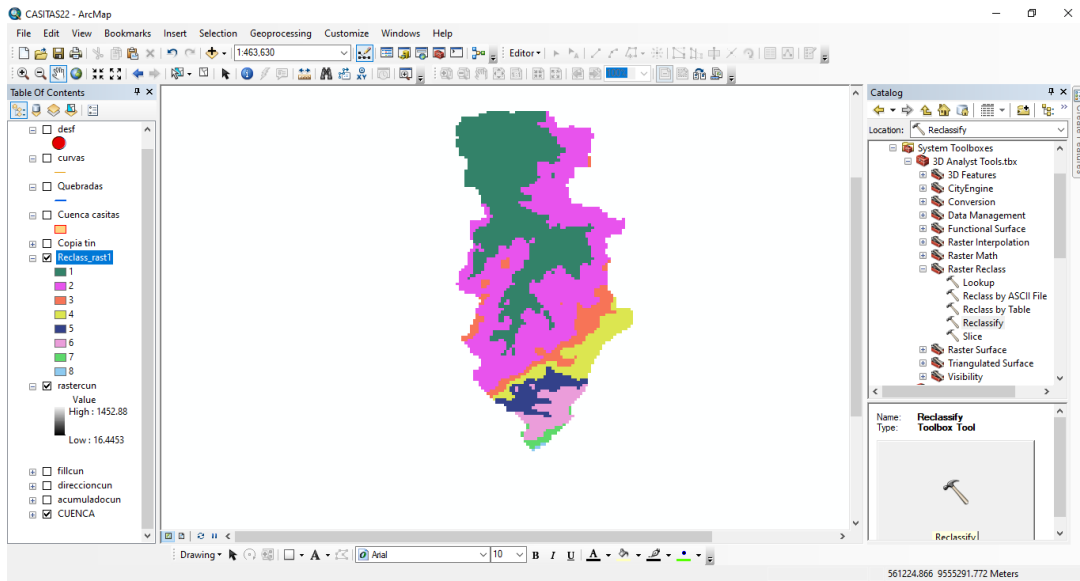 CASITAS22 - ArcMap
File Edit View Bookmarks Insert Selection Geoprocessing Customize Windows Help
1:463,630
Editor
Table Of Contents
desf
curvas
Quebradas
Cuenca casitas
Copia tin
Reclass_rast1
1
2
3
4
5
6
7
8
rastercun
Value
High : 1452.88
Low : 16.4453
fillcun
direccioncun
acumuladocun
CUENCA
Catalog
Location: Reclassify
System Toolboxes
3D Analyst Tools.tbx
3D Features
CityEngine
Conversion
Data Management
Functional Surface
Raster Interpolation
Raster Math
Raster Reclass
Lookup
Reclass by ASCII File
Reclass by Table
Reclassify
Slice
Raster Surface
Triangulated Surface
Visibility
Name: Reclassify
Type: Toolbox Tool
Reclassify
Drawing A Arial 10 B I U A
561224.866 9555291.772 Meters